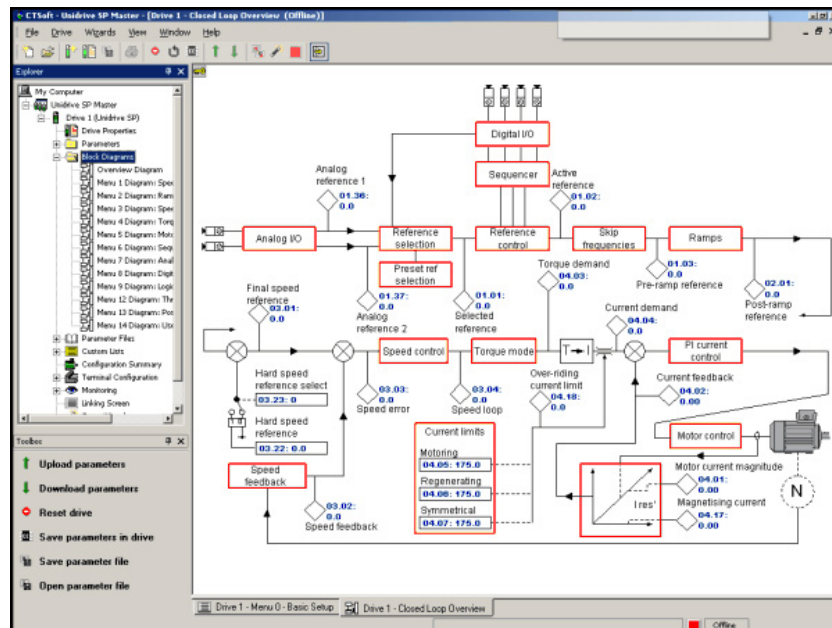 CTSoft - Unidrive SP Master - [Drive 1 - Closed Loop Overview (Offline)]
File Drive Wizards View Window Help
Explorer
My Computer
Unidrive SP Master
Drive 1 (Unidrive SP)
Drive Properties
Parameters
Block Diagrams
Overview Diagram
Menu 1 Diagram: Spee
Menu 2 Diagram: Ram
Menu 3 Diagram: Spee
Menu 4 Diagram: Torq
Menu 5 Diagram: Moto
Menu 6 Diagram: Sequ
Menu 7 Diagram: Anal
Menu 8 Diagram: Digit
Menu 9 Diagram: Logic
Menu 12 Diagram: Thr
Menu 13 Diagram: Pos
Menu 14 Diagram: Use
Parameter Files
Custom Lists
Configuration Summary
Terminal Configuration
Monitoring
Linking Screen
Toolbox
Upload parameters
Download parameters
Reset drive
Save parameters in drive
Save parameter file
Open parameter file
Digital I/O
Sequencer
Analog
reference 1
01.36:
0.0
Active
reference
01.02:
0.0
Analog I/O
Reference
selection
Reference
control
Skip
frequencies
Ramps
Preset ref
selection
01.37:
0.0
Analog
reference 2
01.01:
0.0
Selected
reference
Torque demand
04.03:
0.0
01.03:
0.0
Pre-ramp reference
02.01:
0.0
Post-ramp
reference
Final speed
reference
03.01:
0.0
Current demand
04.04:
0.0
Speed control
Torque mode
T
I
PI current
control
Hard speed
reference select
03.23: 0
03.03:
0.0
Speed error
03.04:
0.0
Speed loop
Over-riding
current limit
04.18:
0.0
Current feedback
04.02:
0.00
Hard speed
reference
03.22: 0.0
Current limits
Motoring
04.05: 175.0
Regenerating
04.06: 175.0
Symmetrical
04.07: 175.0
Motor control
Speed
feedback
03.02:
0.0
Speed feedback
I res'
Motor current magnitude
04.01:
0.00
Magnetising current
04.17:
0.00
N
Drive 1 - Menu 0 - Basic Setup
Drive 1 - Closed Loop Overview
Offline